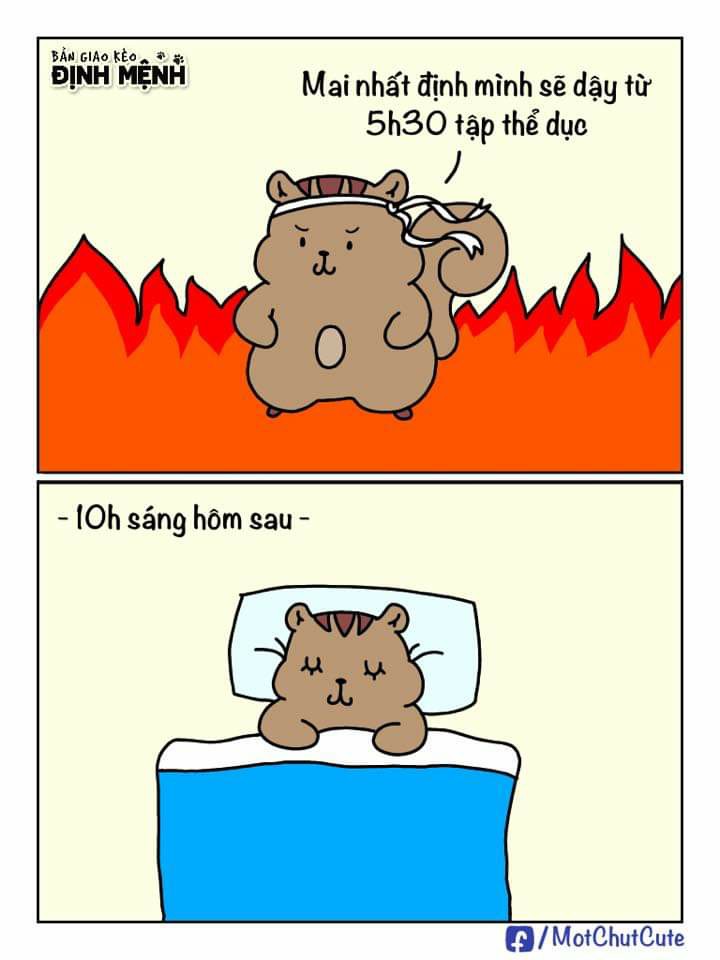 BẢN GIAO KÈO
ĐỊNH MỆNH
Mai nhất định mình sẽ dậy từ
5h30 tập thể dục
- 10h sáng hôm sau -
f/MotChutCute